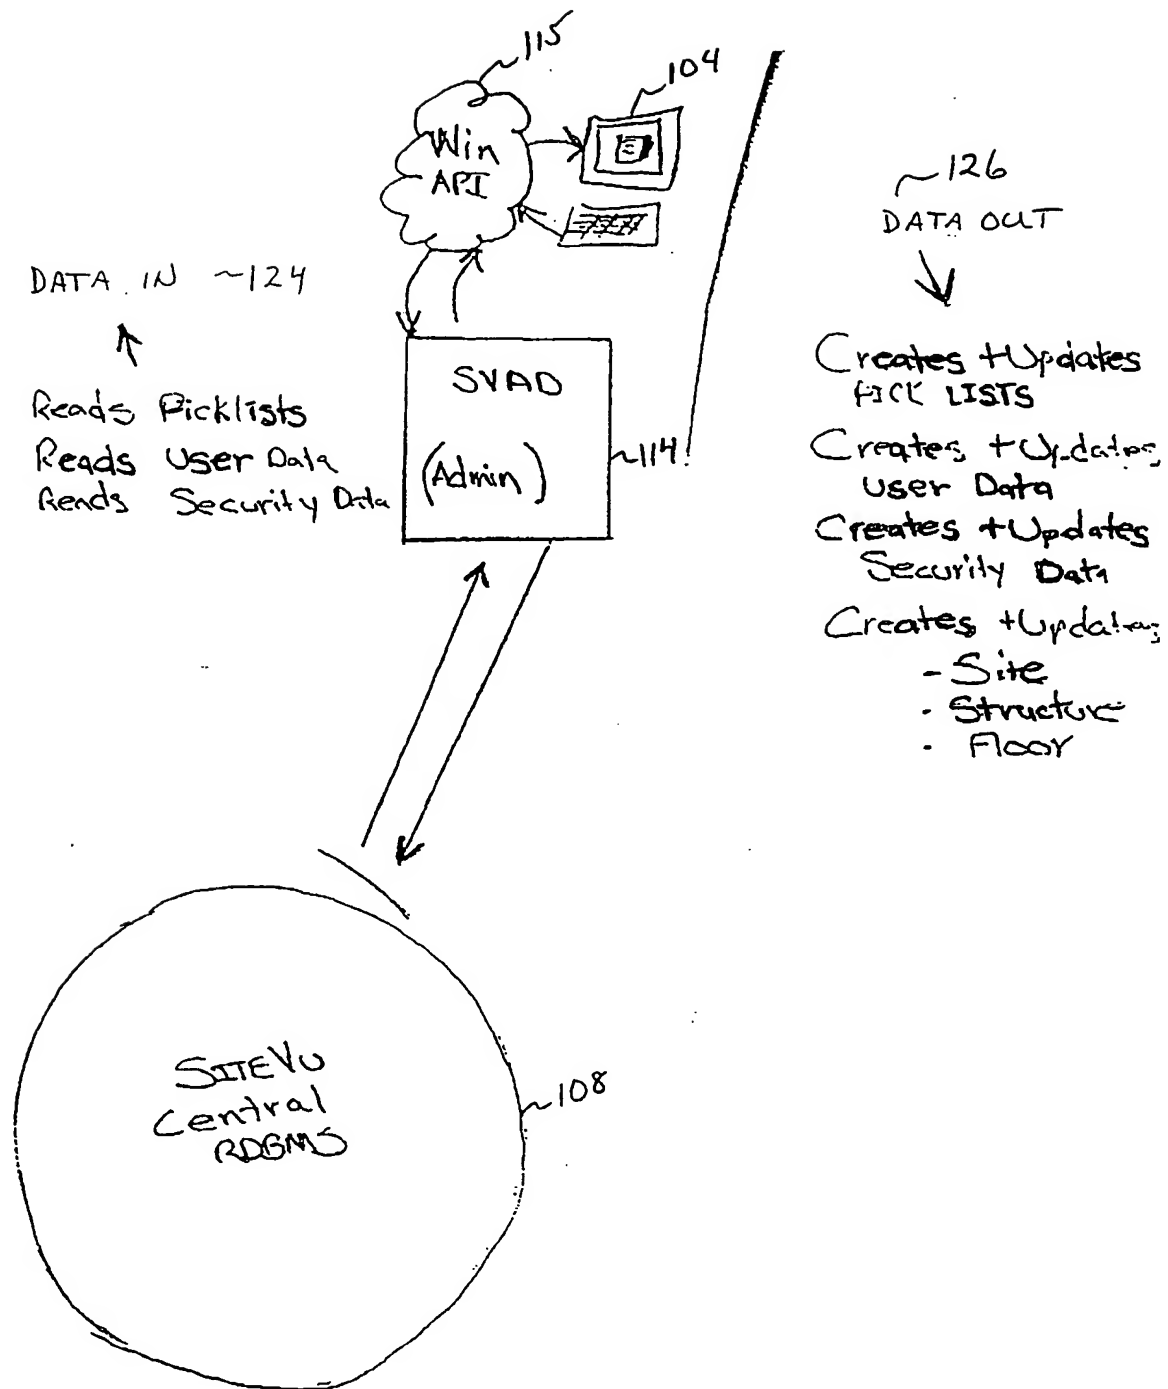 115
104
Win
API
126
DATA OUT
DATA IN ~124
Reads Picklists
Reads User Data
Reads Security Data
SVAD
(Admin)
114
Creates + Updates
PICK LISTS
Creates + Updates
User Data
Creates + Updates
Security Data
Creates + Updates
- Site
- Structure
- Floor
SITEVU
Central
RDBMS
108